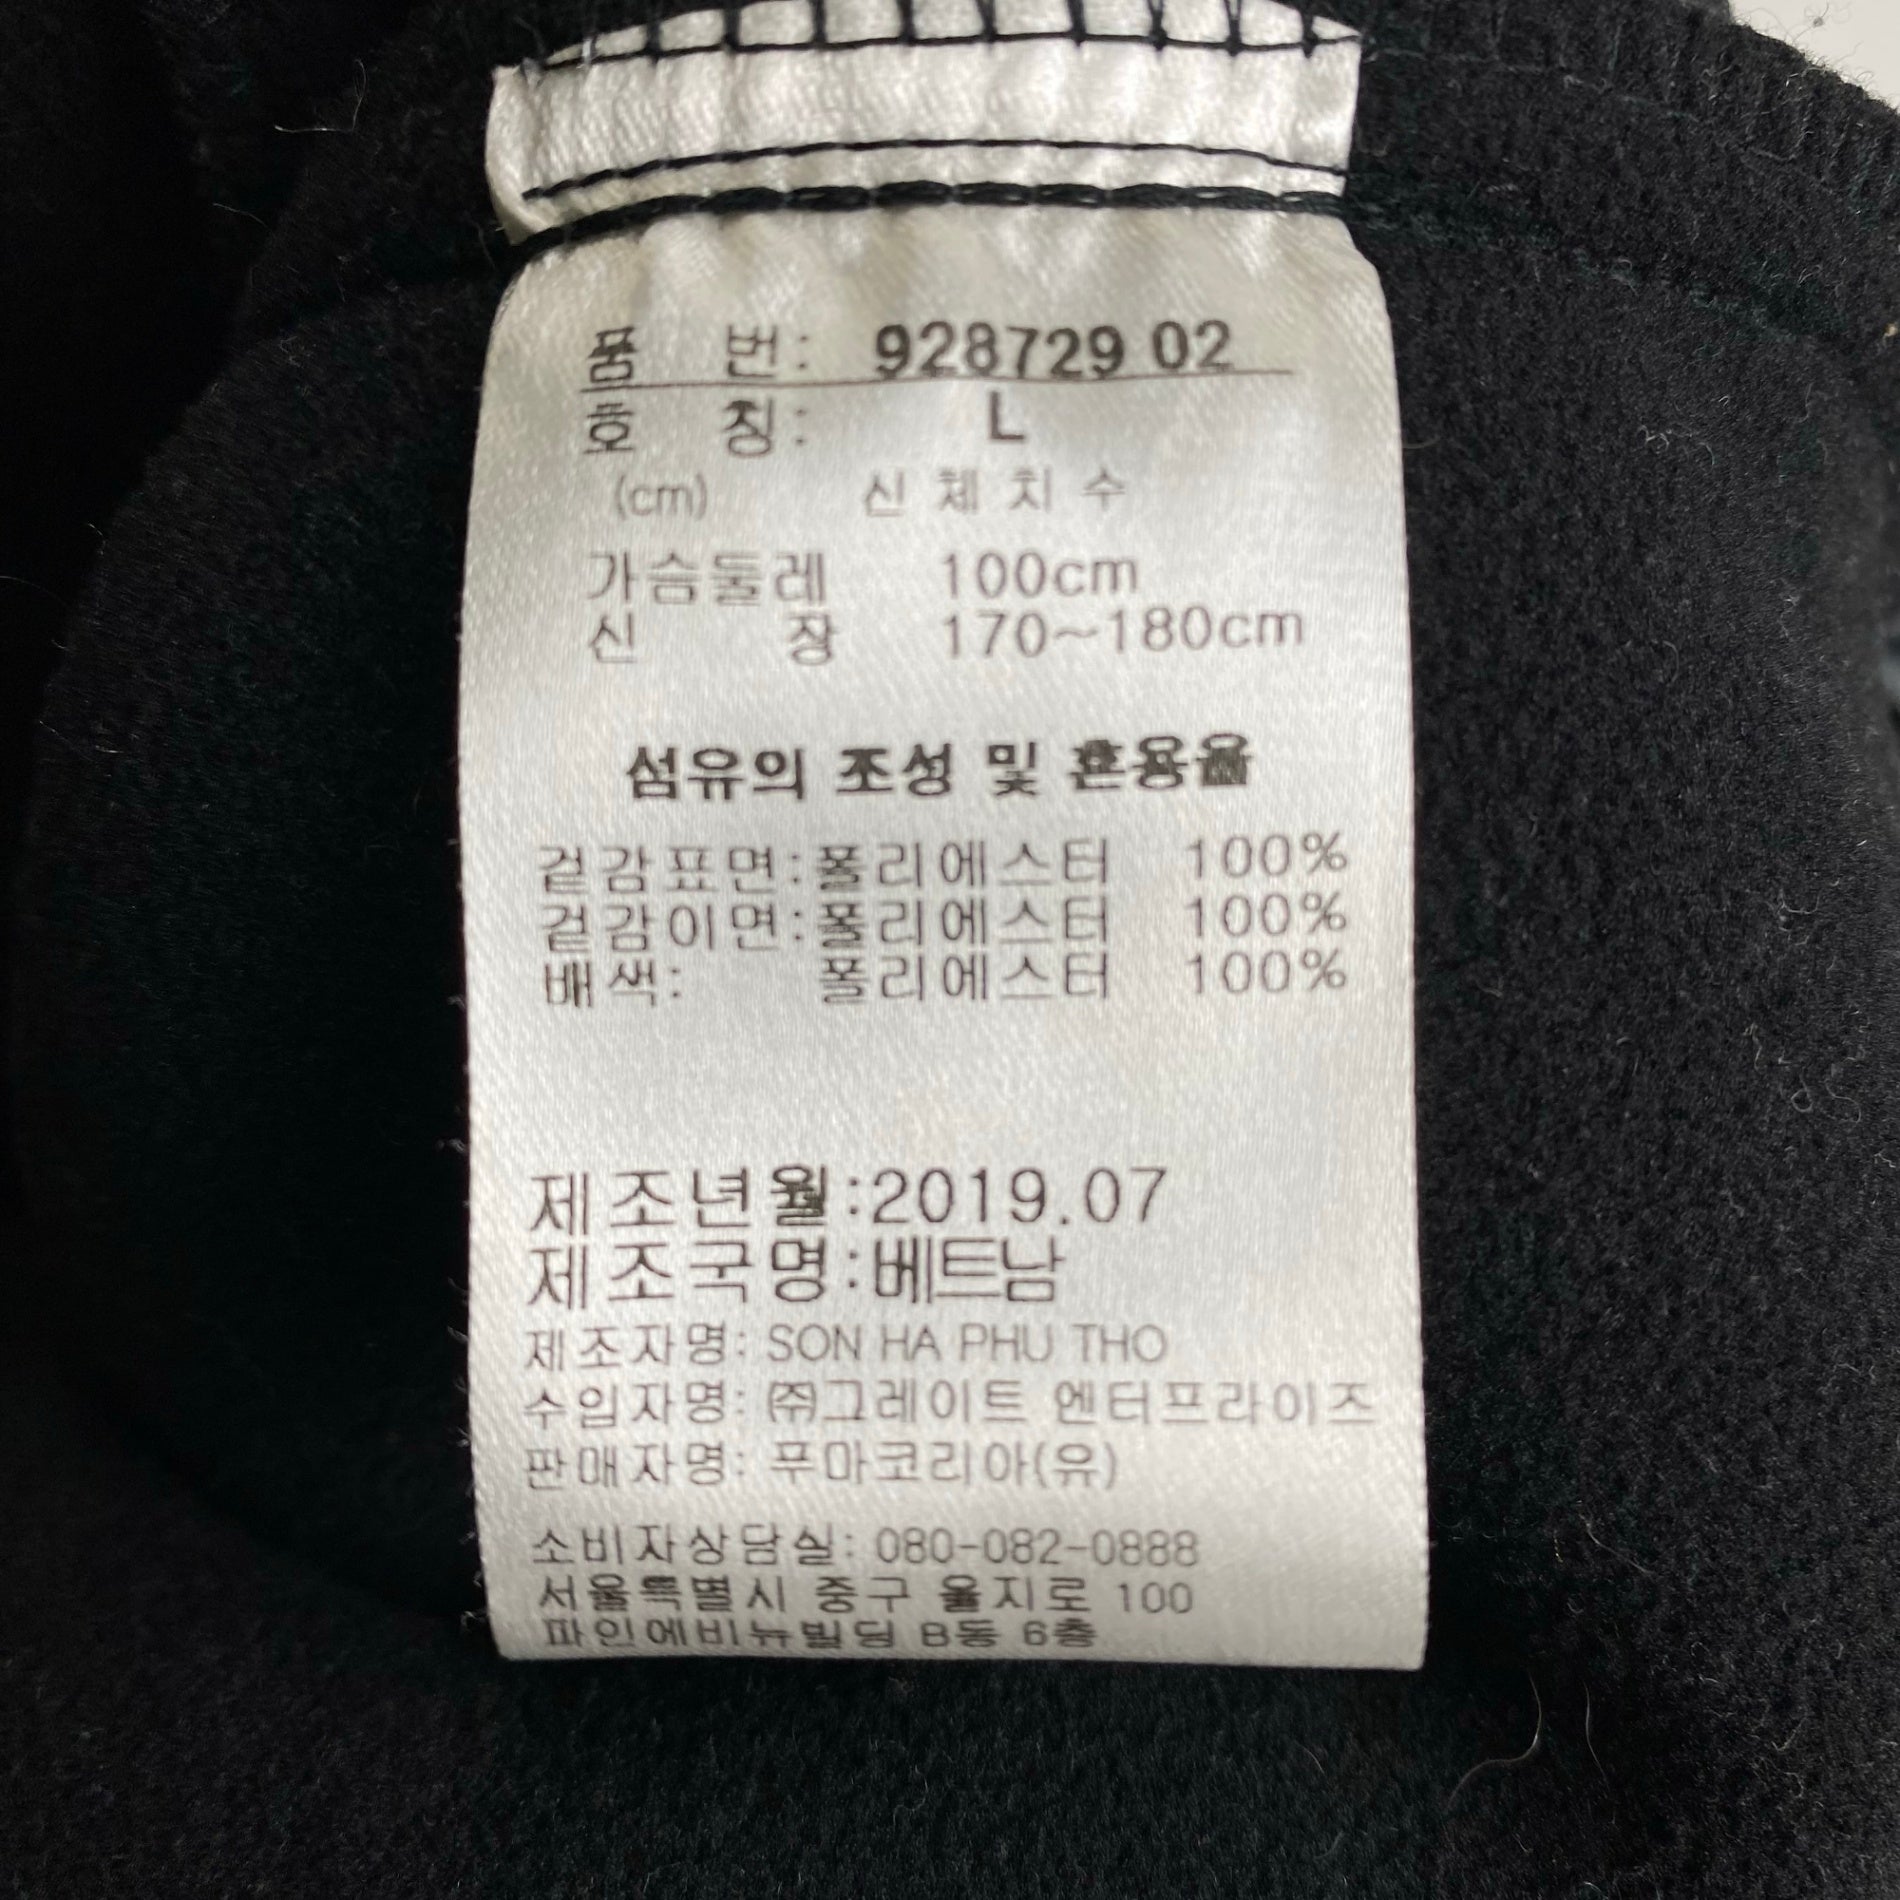 품 번: 928729 02
호 칭: L
(cm) 신체치수
가슴둘레 100cm
신 장 170~180cm
섬유의 조성 및 혼용율
겉감표면:폴리에스터 100%
겉감이면:폴리에스터 100%
배색: 폴리에스터 100%
제조년월:2019.07
제조국명:베트남
제조자명: SON HA PHU THO
수입자명: ㈜그레이트 엔터프라이즈
판매자명: 푸마코리아(유)
소비자상담실: 080-082-0888
서울특별시 중구 을지로 100
파인에비뉴빌딩 B동 6층